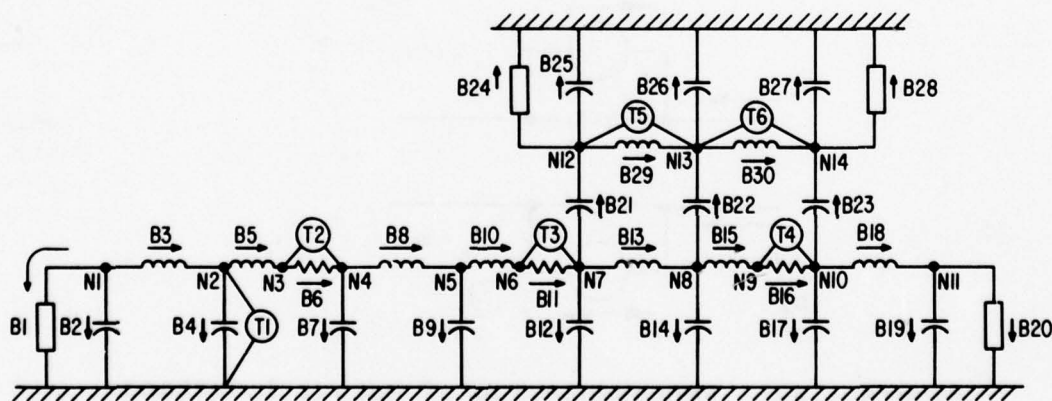 B25
B24 B26 B27 B28
T5 T6
N12 N13 N14
B29 B30
B21 B22 B23
B3 B5 T2 B8 B10 T3 B13 B15 T4 B18
N1 N2 N3 N4 N5 N6 N7 N8 N9 N10 N11
B6 B11 B16
B1 B2 B4 T1 B7 B9 B12 B14 B17 B19 B20